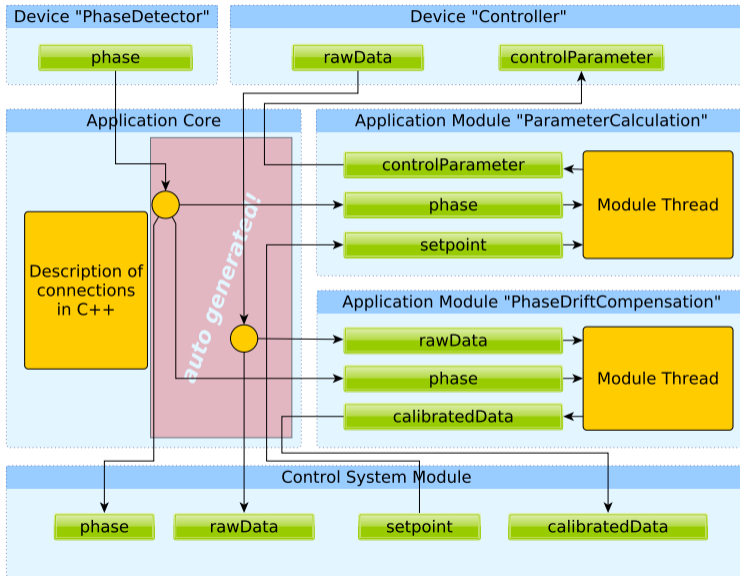 Device "PhaseDetector"
phase
Device "Controller"
rawData
controlParameter
Application Core
Description of
connections
in C++
auto generated!
Application Module "ParameterCalculation"
controlParameter
phase
setpoint
Module Thread
Application Module "PhaseDriftCompensation"
rawData
phase
calibratedData
Module Thread
Control System Module
phase
rawData
setpoint
calibratedData